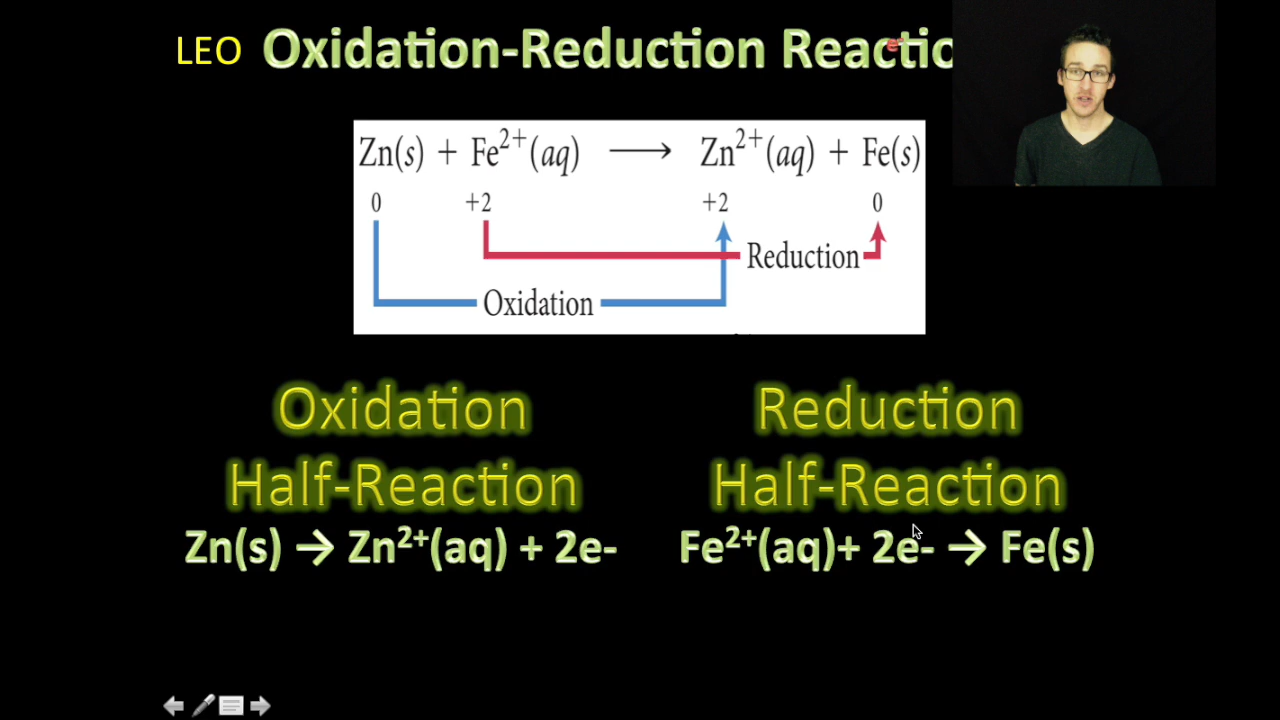 LEO Oxidation-Reduction Reactio
Zn(s) + Fe²⁺(aq) ⟶ Zn²⁺(aq) + Fe(s)
0 +2 +2 0
Reduction
Oxidation
Oxidation
Half-Reaction
Zn(s) → Zn²⁺(aq) + 2e-
Reduction
Half-Reaction
Fe²⁺(aq)+ 2e- → Fe(s)